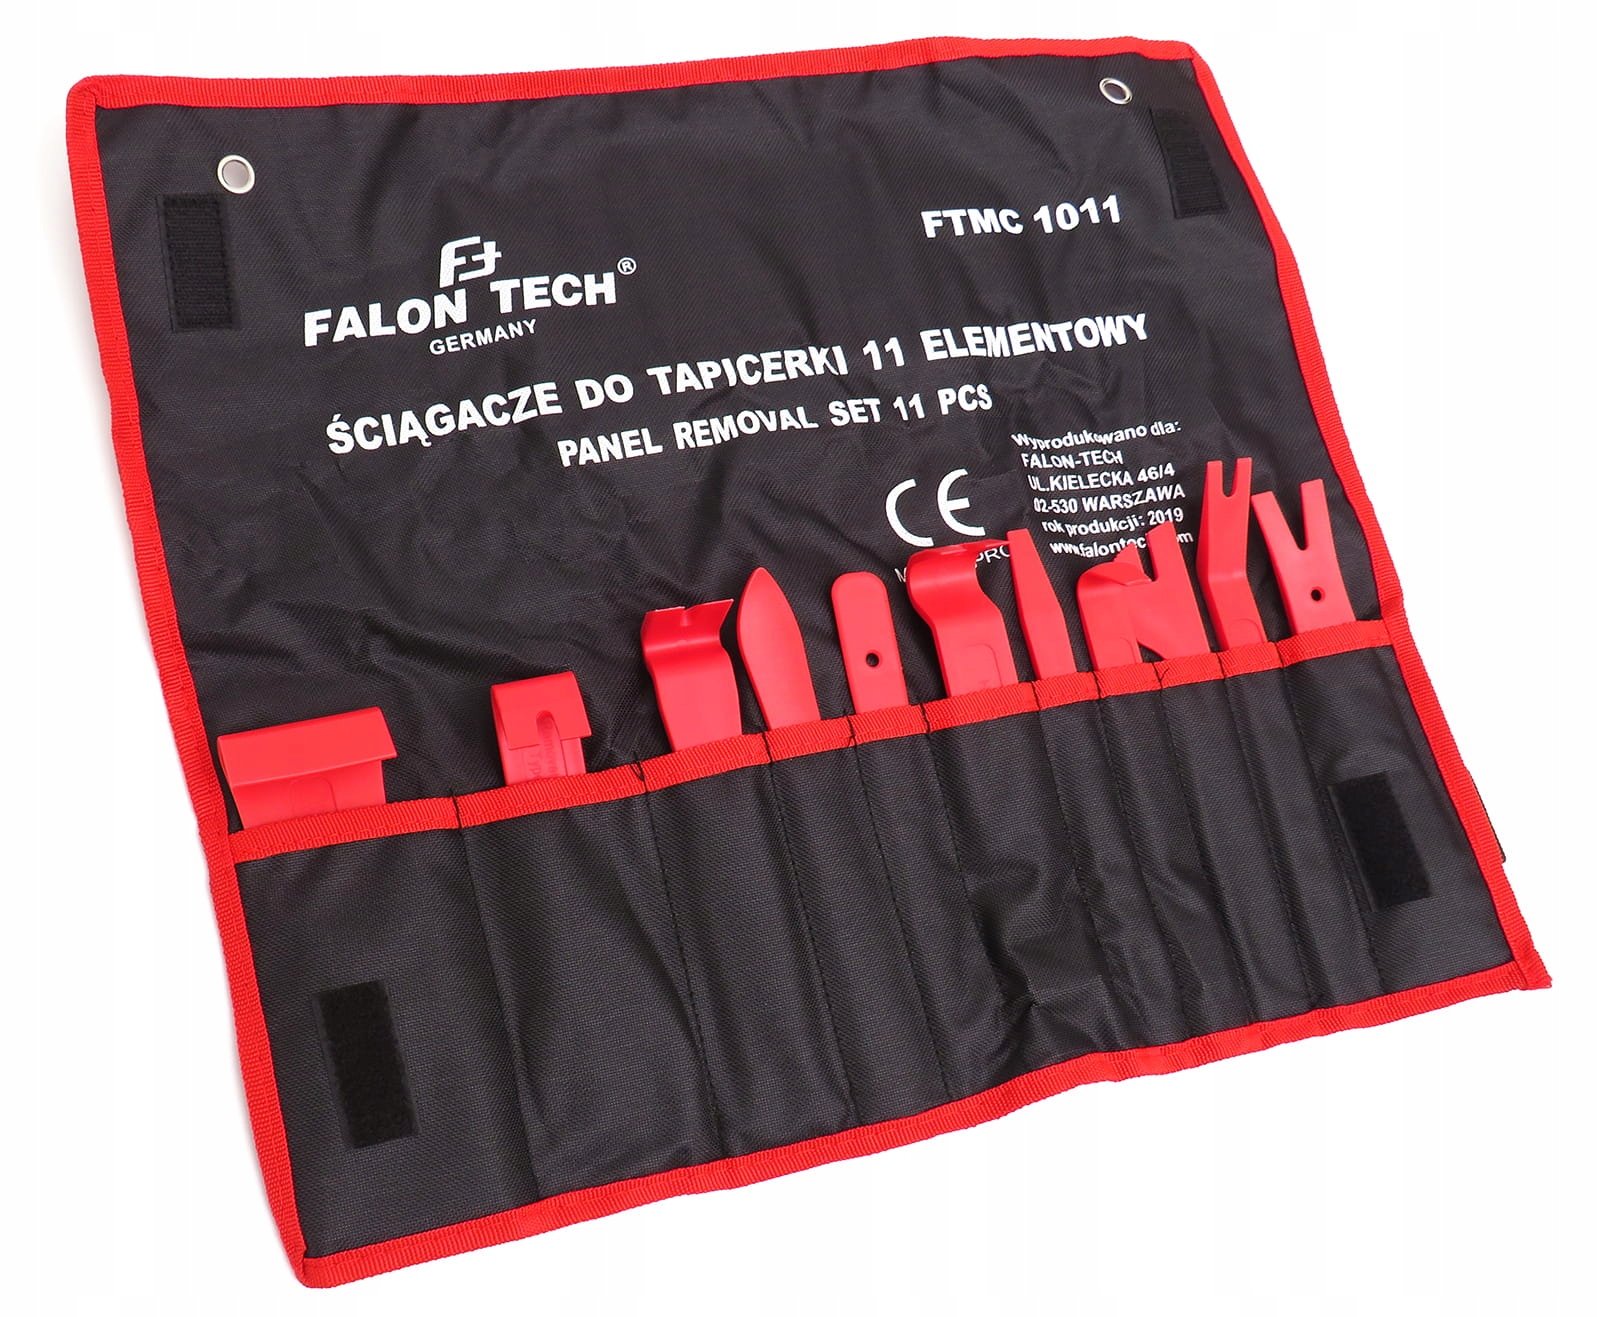 FALON TECH®
GERMANY
FTMC 1011
ŚCIĄGACZE DO TAPICERKI 11 ELEMENTOWY
PANEL REMOVAL SET 11 PCS
CE
Wyprodukowano dla:
FALON-TECH
UL.KIELECKA 46/4
02-530 WARSZAWA
rok produkcji: 2019